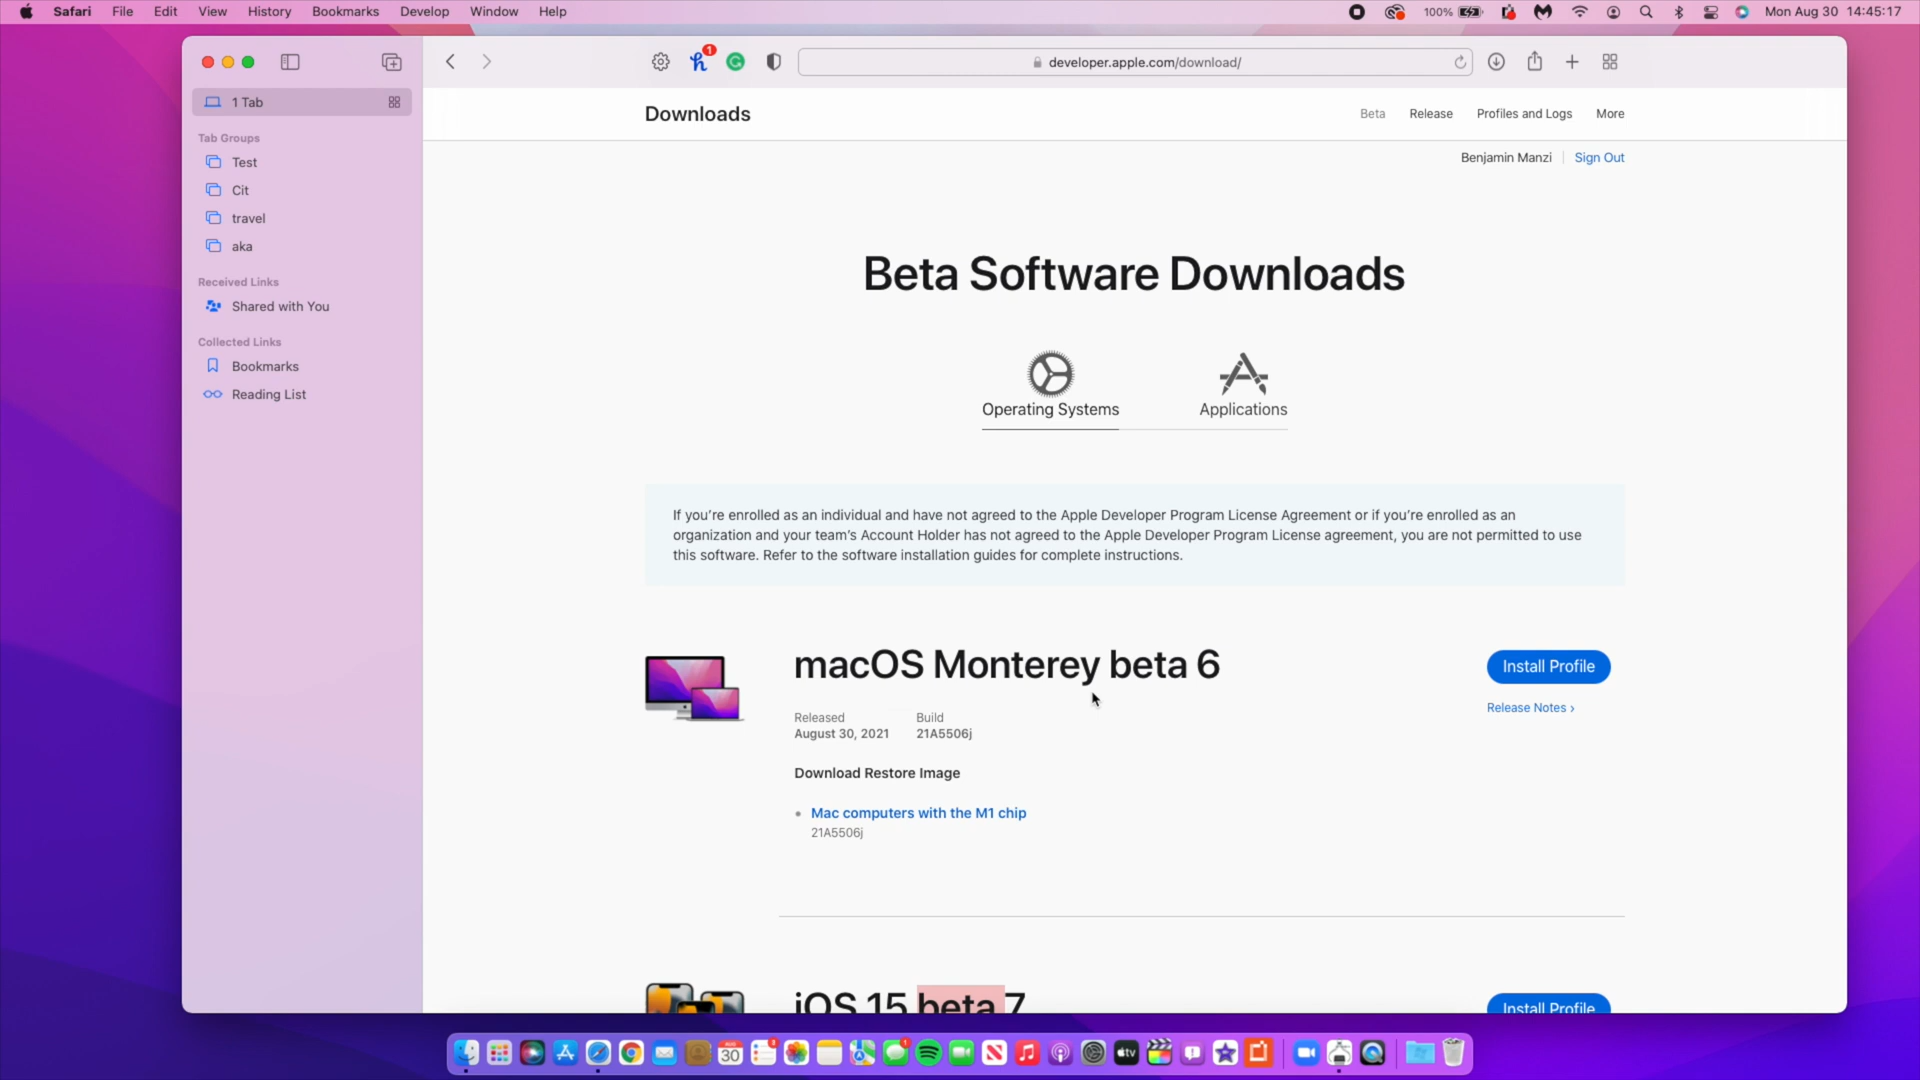 Safari File Edit View History Bookmarks Develop Window Help 100% Mon Aug 30 14:45:17
1 developer.apple.com/download/
1 Tab
Tab Groups
Test
Cit
travel
aka
Received Links
Shared with You
Collected Links
Bookmarks
Reading List
Downloads Beta Release Profiles and Logs More
Benjamin Manzi Sign Out
Beta Software Downloads
Operating Systems Applications
If you’re enrolled as an individual and have not agreed to the Apple Developer Program License Agreement or if you’re enrolled as an
organization and your team’s Account Holder has not agreed to the Apple Developer Program License agreement, you are not permitted to use
this software. Refer to the software installation guides for complete instructions.
macOS Monterey beta 6 Install Profile
Release Notes ›
Released Build
August 30, 2021 21A5506j
Download Restore Image
Mac computers with the M1 chip
21A5506j
iOS 15 beta 7 Install Profile
AUG
30
3
1
tv